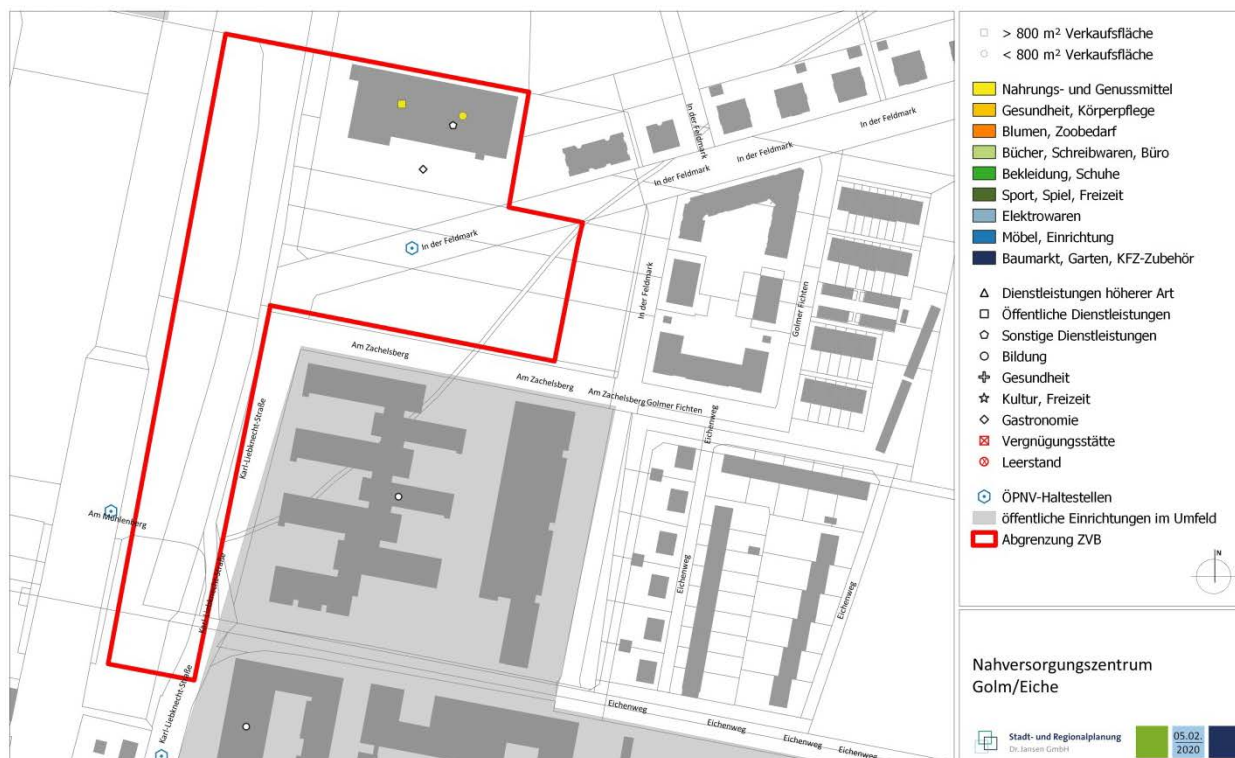 In der Feldmark
In der Feldmark
In der Feldmark
In der Feldmark
In der Feldmark
In der Feldmark
Golmer Fichten
Am Zachelsberg
Am Zachelsberg
Am Zachelsberg
Golmer Fichten
Karl-Liebknecht-Straße
Eichenweg
Am Mühlenberg
Karl-Liebknecht-Straße
Eichenweg
Eichenweg
Karl-Liebknecht-Straße
Eichenweg
Eichenweg
Eichenweg
Eichenweg
> 800 m² Verkaufsfläche
< 800 m² Verkaufsfläche
Nahrungs- und Genussmittel
Gesundheit, Körperpflege
Blumen, Zoobedarf
Bücher, Schreibwaren, Büro
Bekleidung, Schuhe
Sport, Spiel, Freizeit
Elektrowaren
Möbel, Einrichtung
Baumarkt, Garten, KFZ-Zubehör
Dienstleistungen höherer Art
Öffentliche Dienstleistungen
Sonstige Dienstleistungen
Bildung
Gesundheit
Kultur, Freizeit
Gastronomie
Vergnügungsstätte
Leerstand
ÖPNV-Haltestellen
öffentliche Einrichtungen im Umfeld
Abgrenzung ZVB
N
Nahversorgungszentrum
Golm/Eiche
Stadt- und Regionalplanung
Dr. Jansen GmbH
05.02.
2020